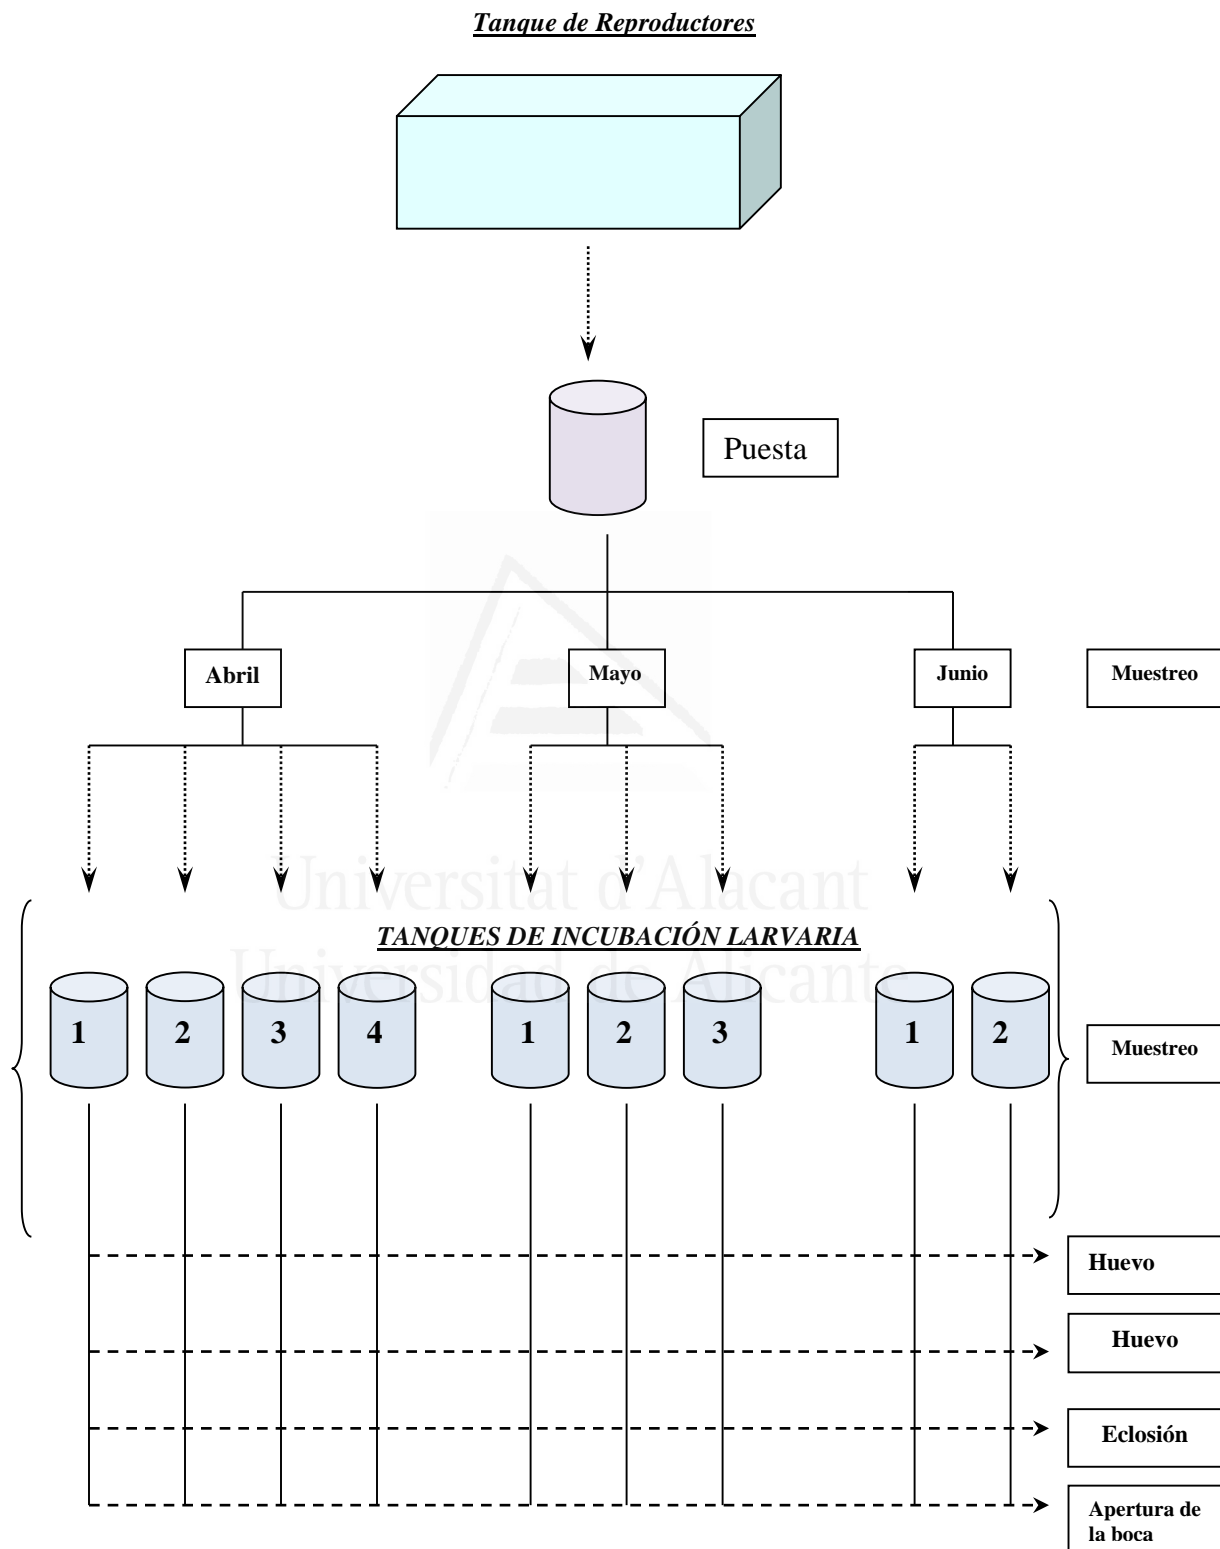 Tanque de Reproductores
Puesta
Abril
Mayo
Junio
Muestreo
Universitat d'Alacant
TANQUES DE INCUBACIÓN LARVARIA
Universidad de Alicante
1 2 3 4 1 2 3 1 2
Muestreo
Huevo
Huevo
Eclosión
Apertura de
la boca